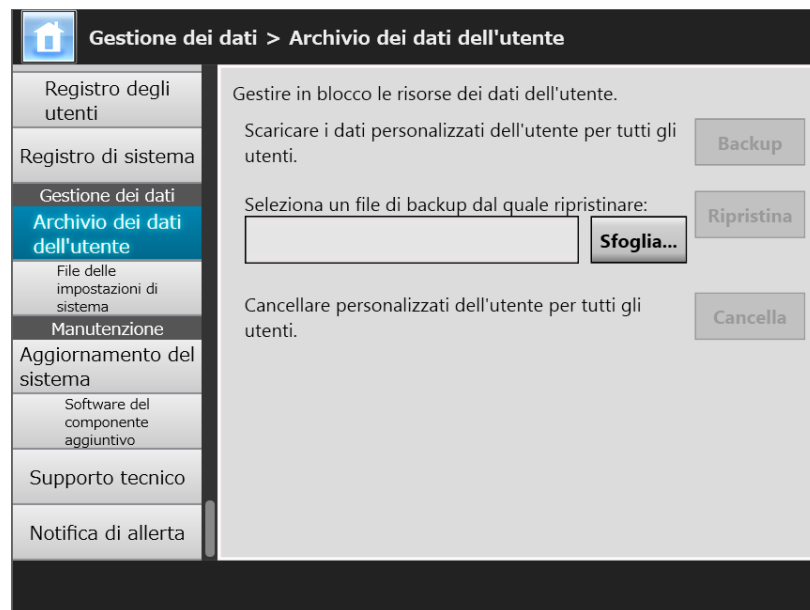 Gestione dei dati > Archivio dei dati dell'utente
Registro degli
utenti
Registro di sistema
Gestione dei dati
Archivio dei dati
dell'utente
File delle
impostazioni di
sistema
Manutenzione
Aggiornamento del
sistema
Software del
componente
aggiuntivo
Supporto tecnico
Notifica di allerta
Gestire in blocco le risorse dei dati dell'utente.
Scaricare i dati personalizzati dell'utente per tutti gli
utenti.
Backup
Seleziona un file di backup dal quale ripristinare:
Sfoglia...
Ripristina
Cancellare personalizzati dell'utente per tutti gli
utenti.
Cancella